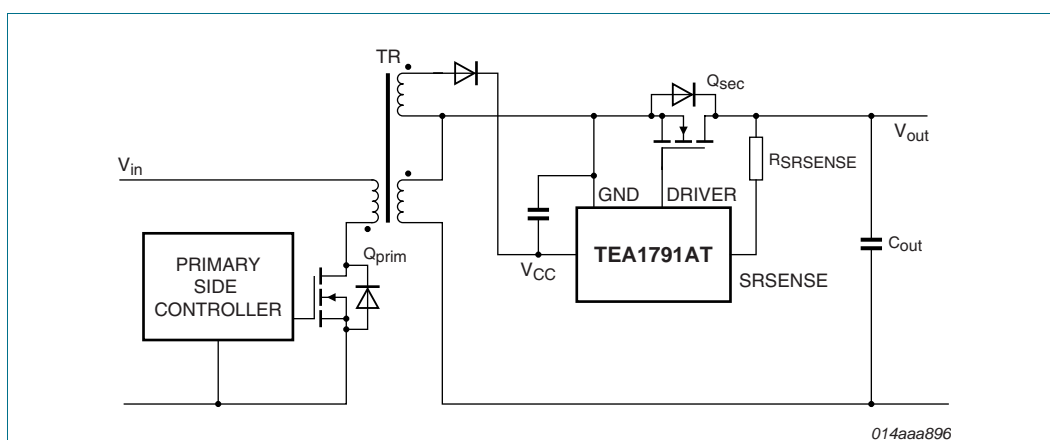 TR
Qsec
Vin
Vout
RSRSENSE
GND
DRIVER
Qprim
PRIMARY
SIDE
CONTROLLER
VCC
TEA1791AT
SRSENSE
Cout
014aaa896